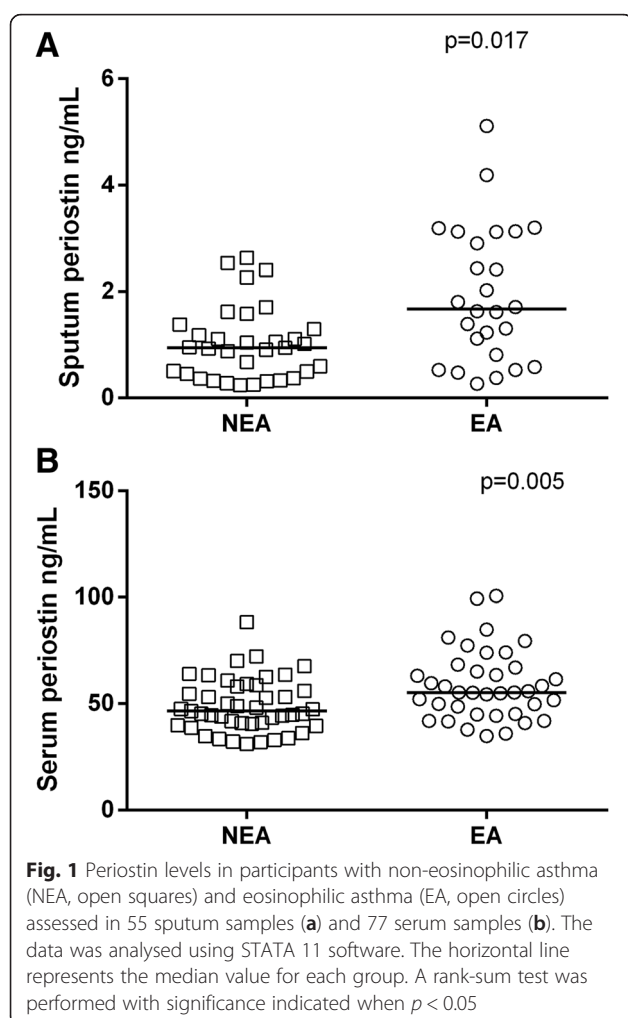 A
p=0.017
6
4
2
0
Sputum periostin ng/mL
NEA EA
B
p=0.005
150
100
50
0
Serum periostin ng/mL
NEA EA
Fig. 1 Periostin levels in participants with non-eosinophilic asthma
(NEA, open squares) and eosinophilic asthma (EA, open circles)
assessed in 55 sputum samples (a) and 77 serum samples (b). The
data was analysed using STATA 11 software. The horizontal line
represents the median value for each group. A rank-sum test was
performed with significance indicated when p < 0.05